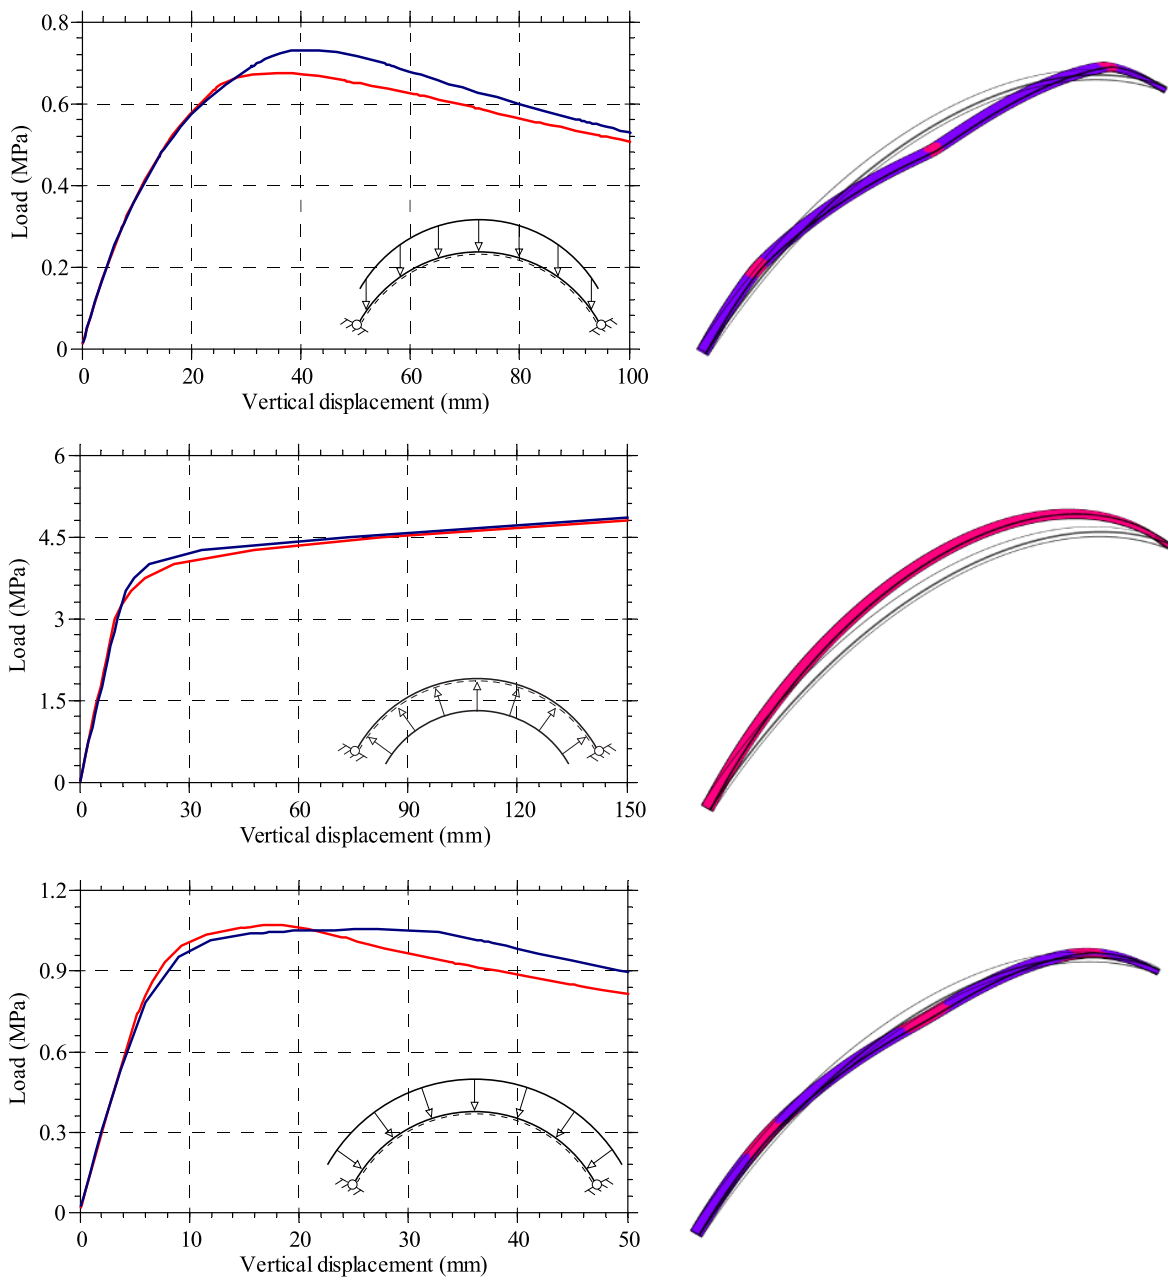 0.8
0.6
0.4
0.2
0
Load (MPa)
0 20 40 60 80 100
Vertical displacement (mm)
6
4.5
3
1.5
0
Load (MPa)
0 30 60 90 120 150
Vertical displacement (mm)
1.2
0.9
0.6
0.3
0
Load (MPa)
0 10 20 30 40 50
Vertical displacement (mm)